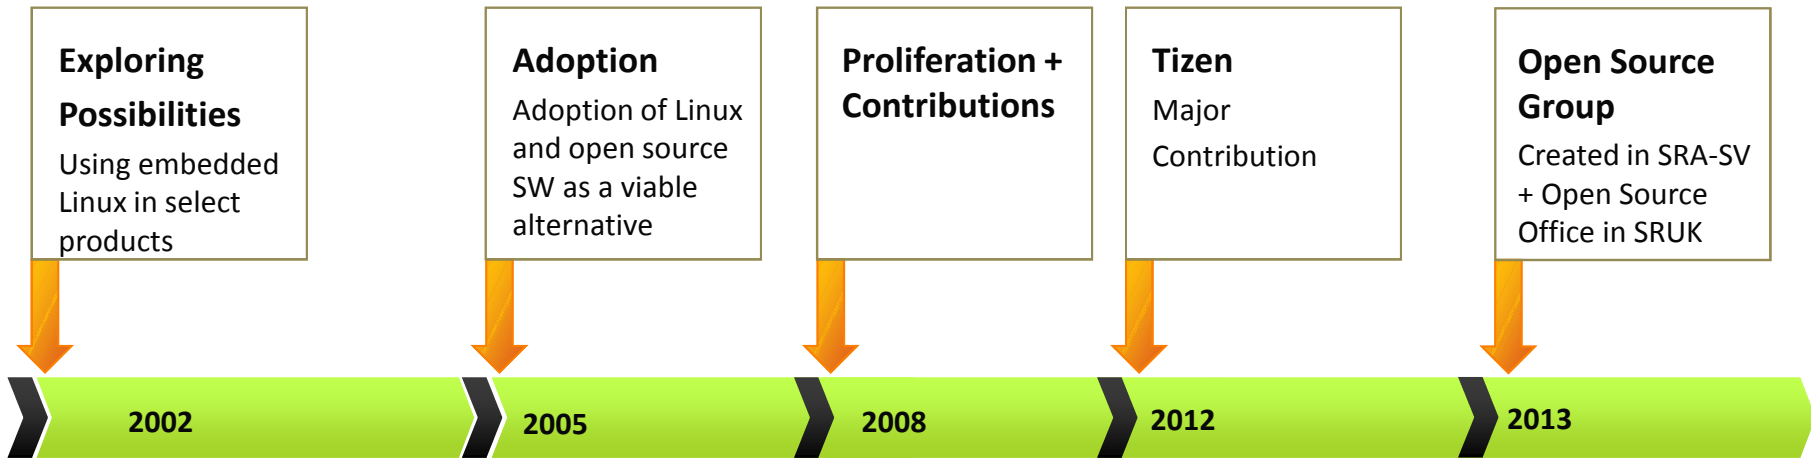 Exploring
Possibilities
Using embedded
Linux in select
products
Adoption
Adoption of Linux
and open source
SW as a viable
alternative
Proliferation +
Contributions
Tizen
Major
Contribution
Open Source
Group
Created in SRA-SV
+ Open Source
Office in SRUK
2002
2005
2008
2012
2013